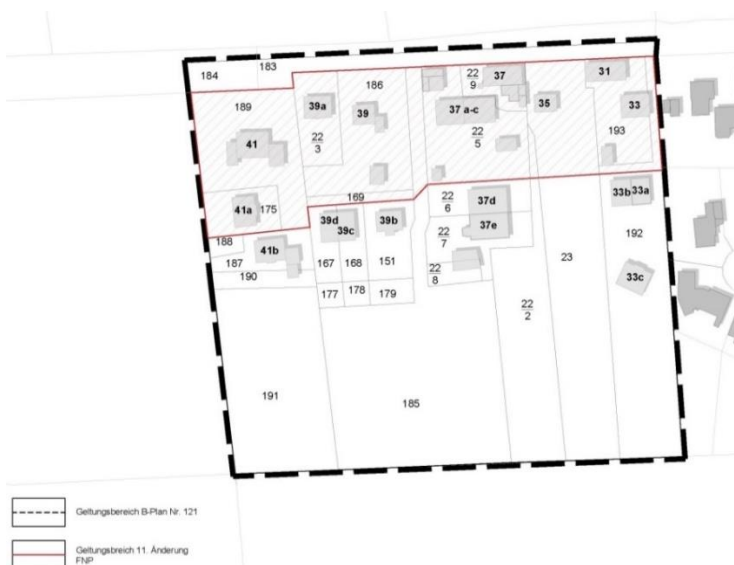 184
183
189
39a
186
39
22
9
37
31
37 a-c
35
33
22
3
22
5
193
41
41a
175
169
22
6
37d
33b
33a
39d
39c
39b
37e
192
188
41b
187
190
167
168
151
22
7
22
8
23
33c
177
178
179
22
2
191
185
Geltungsbereich B-Plan Nr. 121
Geltungsbreich 11. Änderung
FNP